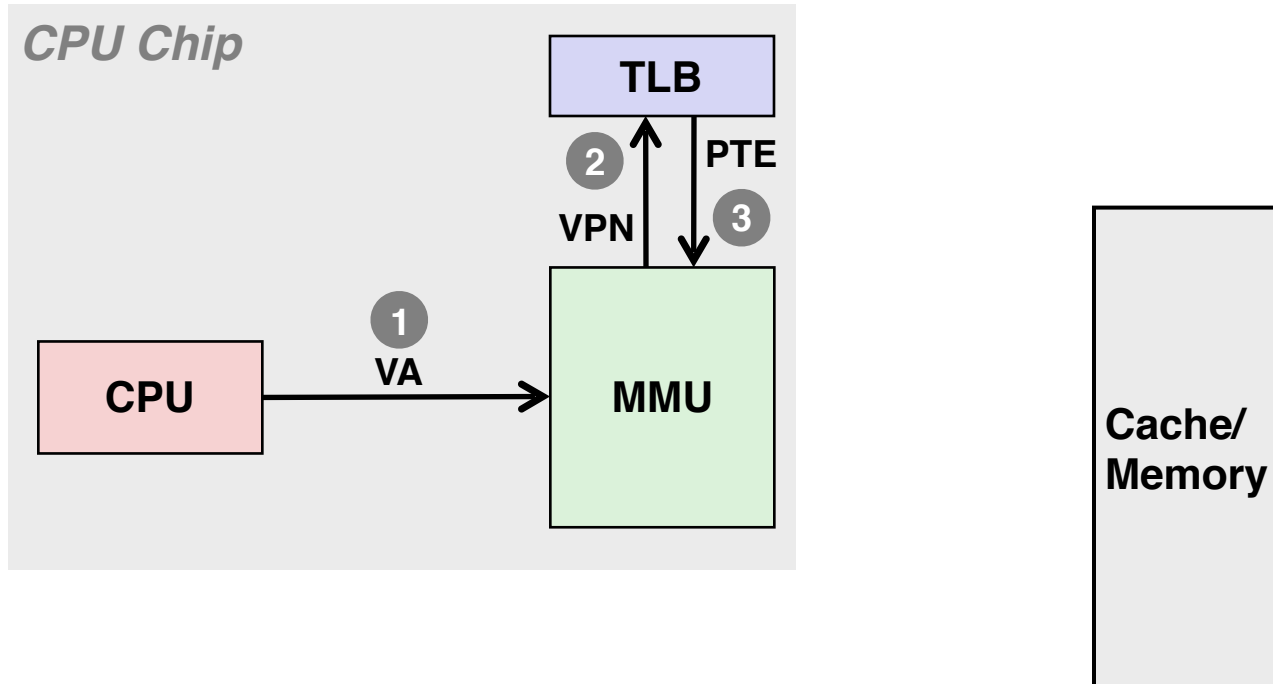 CPU Chip
TLB
2
PTE
VPN
3
1
VA
CPU
MMU
Cache/
Memory